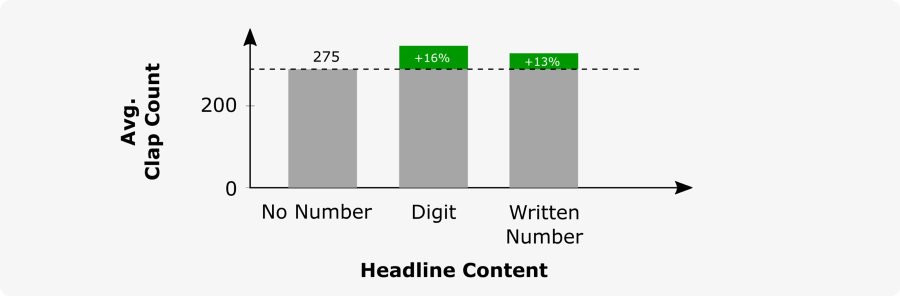 275
+16%
+13%
200
0
Avg.
Clap Count
No Number
Digit
Written
Number
Headline Content